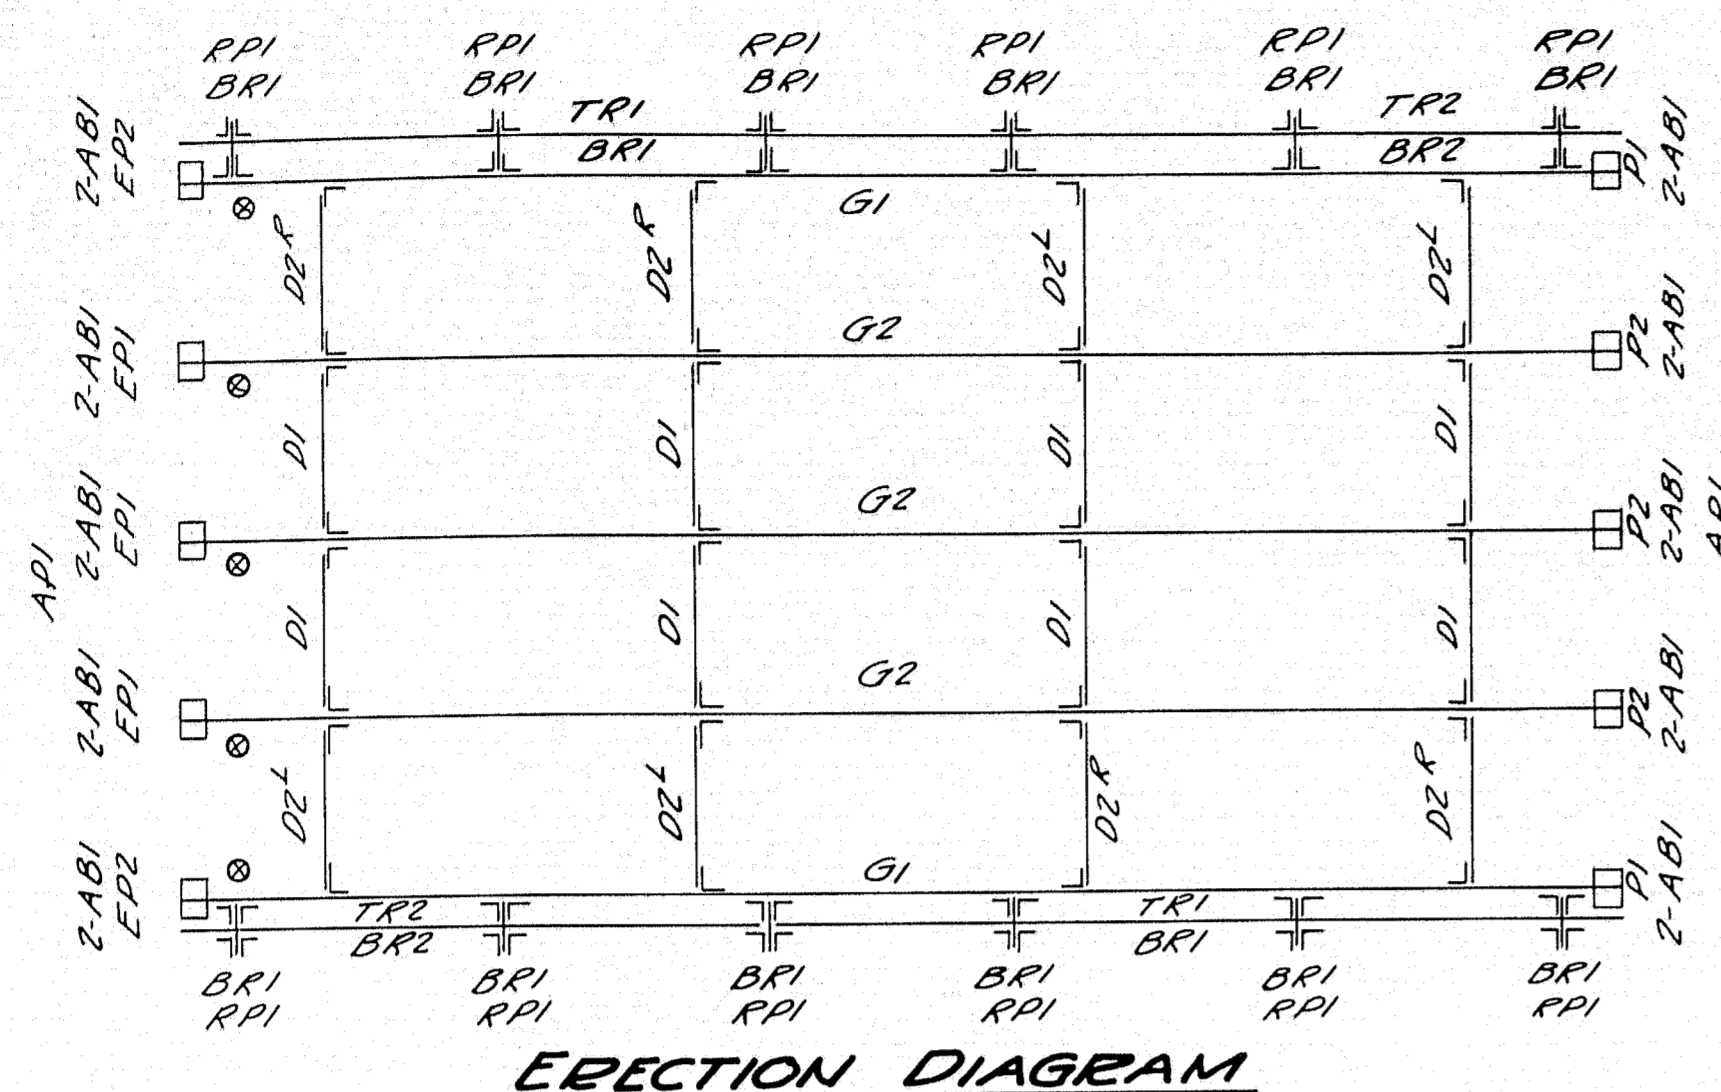 RP1 RP1 RP1 RP1 RP1 RP1
BR1 BR1 BR1 BR1 BR1 BR1
TR1 TR2
BR1 BR2
2-AB1
EP2
P1
2-AB1
G1
D2R D2R D2L D2L
G2
2-AB1
EP1
P2
2-AB1
D1 D1 D1 D1
G2
2-AB1
EP1
P2
2-AB1
AP1
D1 D1 D1 D1
G2
2-AB1
EP1
P2
2-AB1
D2L D2L D2R D2R
G1
2-AB1
EP2
P1
2-AB1
TR2 TR1
BR2 BR1
BR1 BR1 BR1 BR1 BR1 BR1
RP1 RP1 RP1 RP1 RP1 RP1
ERECTION DIAGRAM